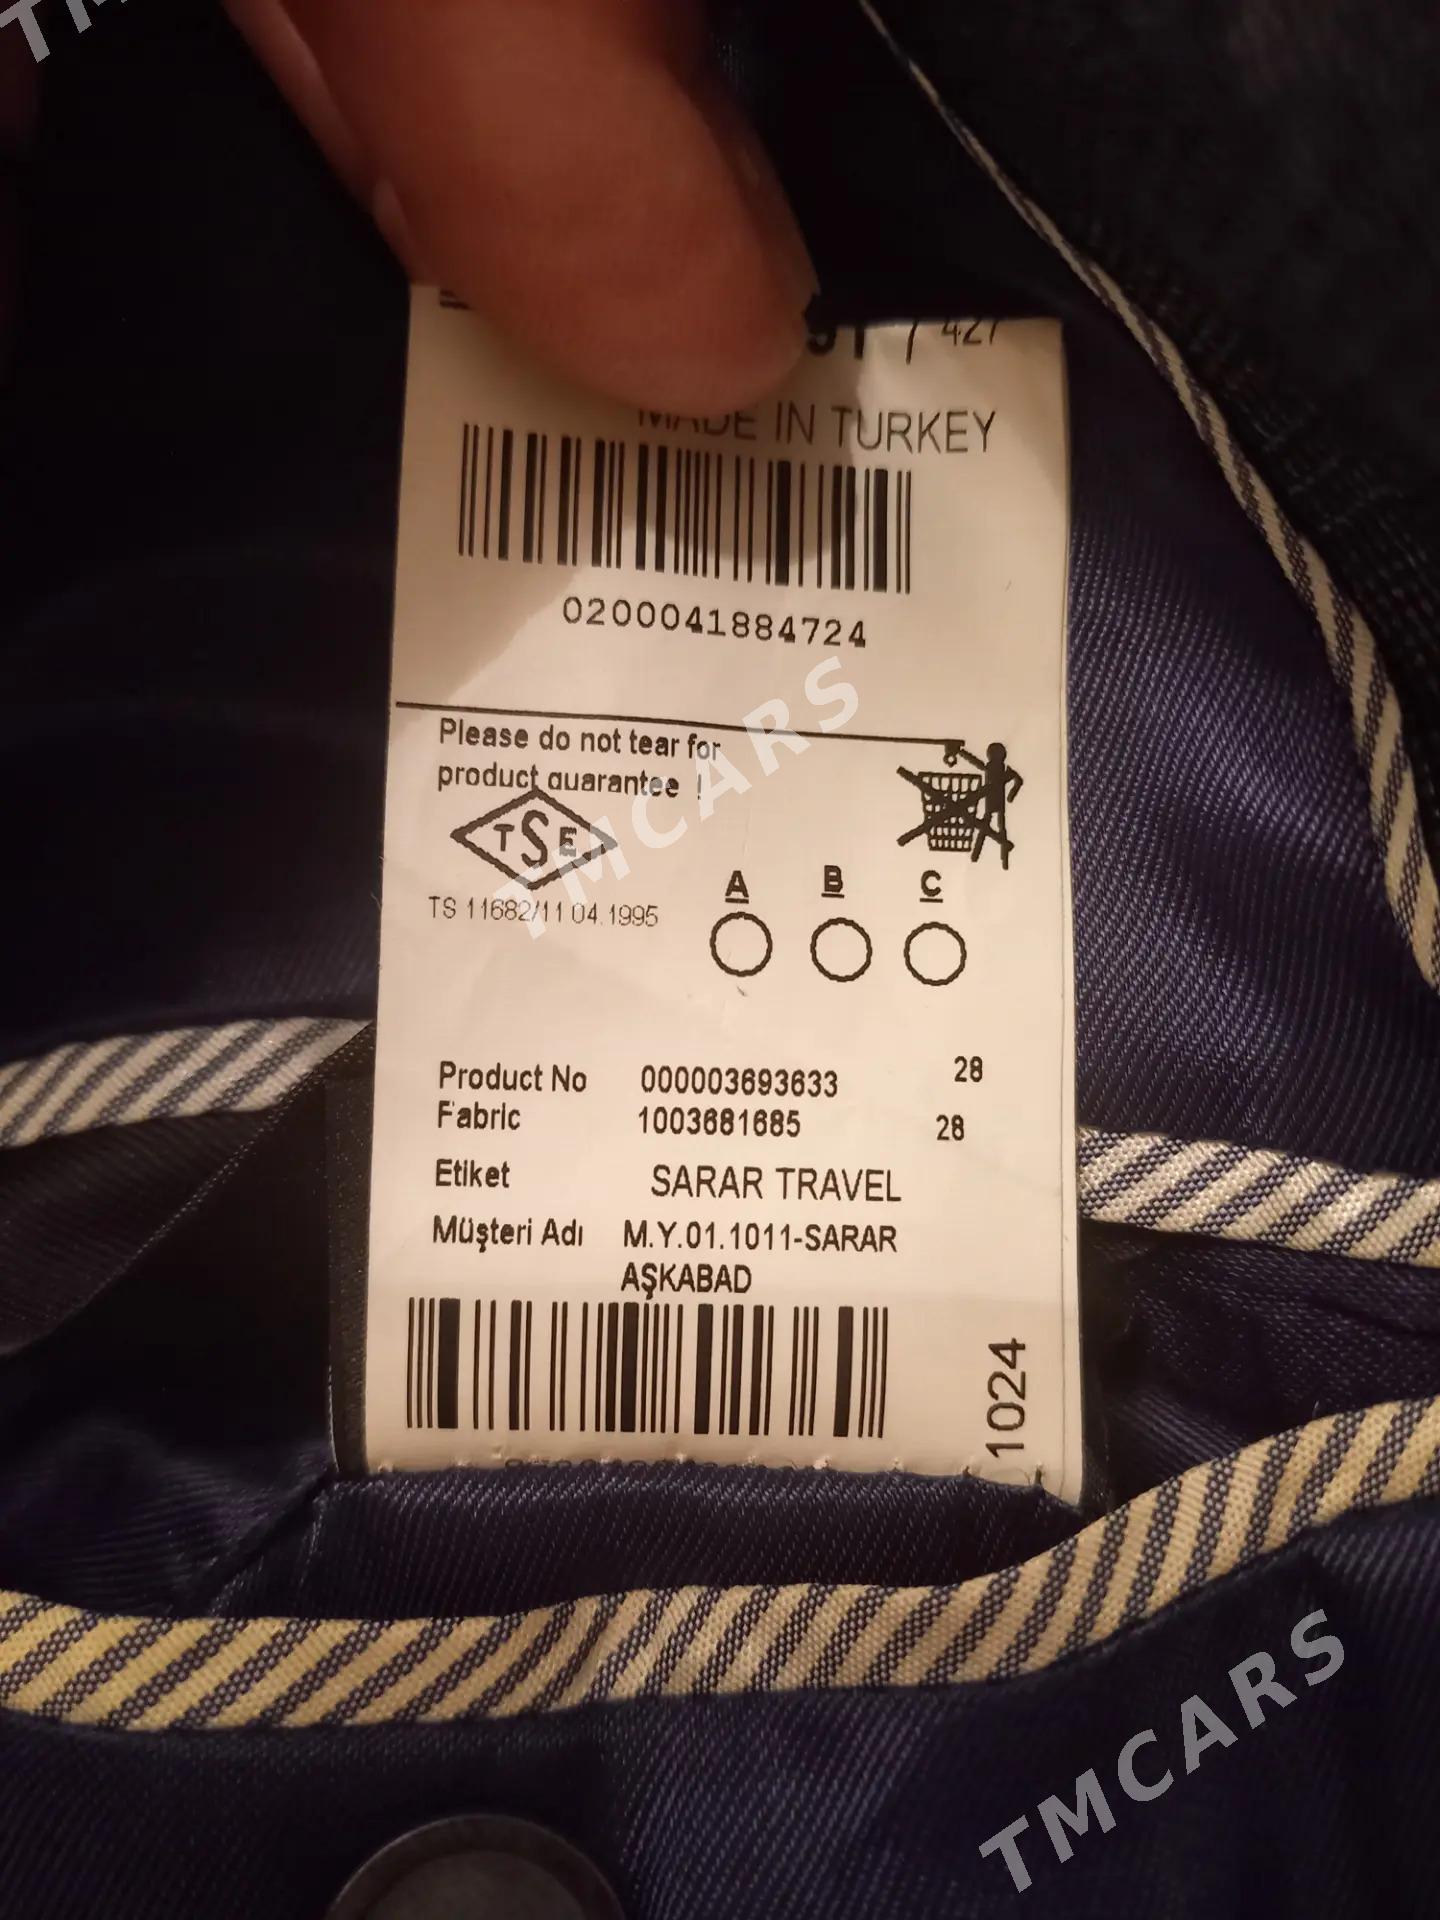 / 427
MADE IN TURKEY
0200041884724
Please do not tear for
product guarantee !
TSE
TS 11682/11 04.1995
A B C
Product No 000003693633 28
Fabric 1003681685 28
Etiket SARAR TRAVEL
Müşteri Adı M.Y.01.1011-SARAR
AŞKABAD
1024
TMCARS
TMCARS